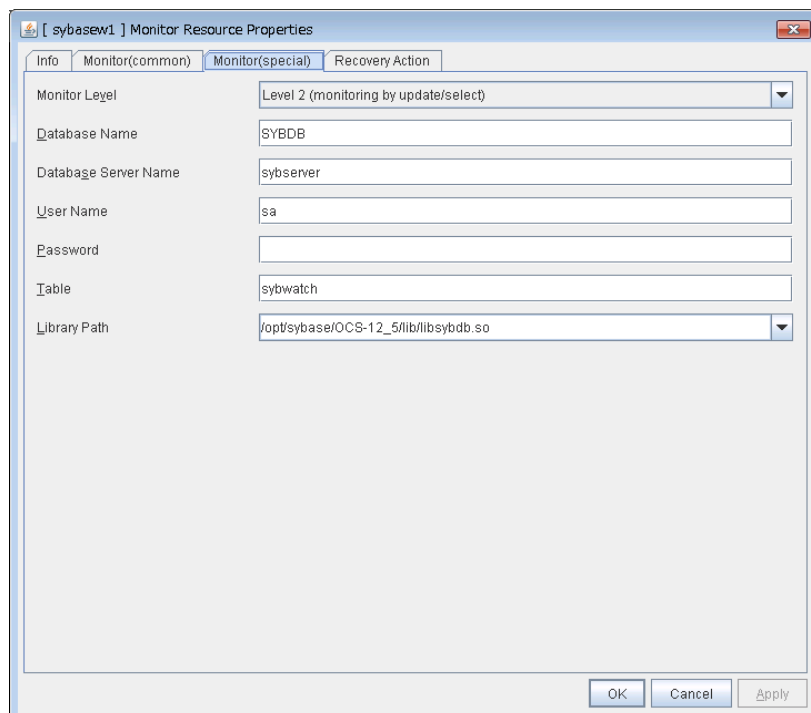 [ sybasew1 ] Monitor Resource Properties
Info Monitor(common) Monitor(special) Recovery Action
Monitor Level Level 2 (monitoring by update/select)
Database Name SYBDB
Database Server Name sybserver
User Name sa
Password
Table sybwatch
Library Path /opt/sybase/OCS-12_5/lib/libsybdb.so
OK Cancel Apply